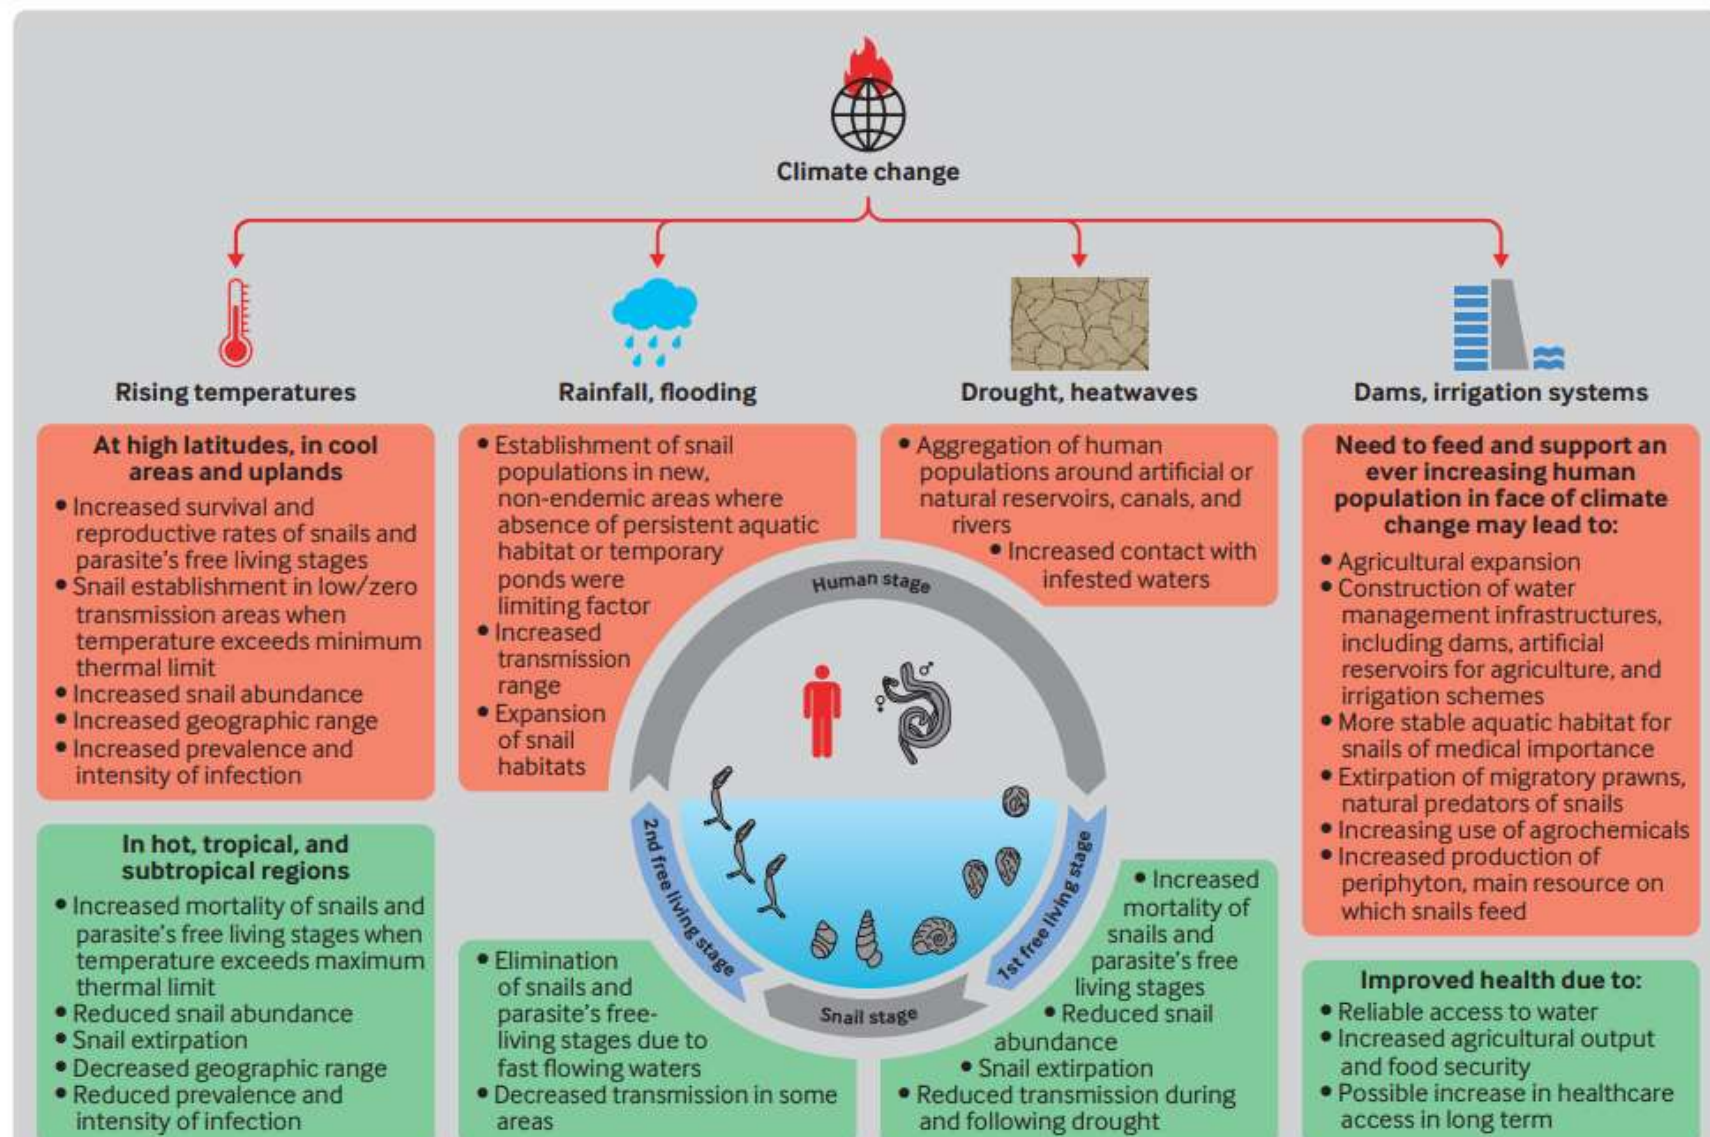 Climate change
Rising temperatures
At high latitudes, in cool
areas and uplands
• Increased survival and
reproductive rates of snails and
parasite's free living stages
• Snail establishment in low/zero
transmission areas when
temperature exceeds minimum
thermal limit
• Increased snail abundance
• Increased geographic range
• Increased prevalence and
intensity of infection
In hot, tropical, and
subtropical regions
• Increased mortality of snails and
parasite's free living stages when
temperature exceeds maximum
thermal limit
• Reduced snail abundance
• Snail extirpation
• Decreased geographic range
• Reduced prevalence and
intensity of infection
Rainfall, flooding
• Establishment of snail
populations in new,
non-endemic areas where
absence of persistent aquatic
habitat or temporary
ponds were
limiting factor
• Increased
transmission
range
• Expansion
of snail
habitats
• Elimination
of snails and
parasite's free-
living stages due to
fast flowing waters
• Decreased transmission in some
areas
Drought, heatwaves
• Aggregation of human
populations around artificial or
natural reservoirs, canals, and
rivers
• Increased contact with
infested waters
• Increased
mortality of
snails and
parasite's free
living stages
• Reduced snail
abundance
• Snail extirpation
• Reduced transmission during
and following drought
Human stage
♂
♀
1st free living stage
Snail stage
2nd free living stage
Dams, irrigation systems
Need to feed and support an
ever increasing human
population in face of climate
change may lead to:
• Agricultural expansion
• Construction of water
management infrastructures,
including dams, artificial
reservoirs for agriculture, and
irrigation schemes
• More stable aquatic habitat for
snails of medical importance
• Extirpation of migratory prawns,
natural predators of snails
• Increasing use of agrochemicals
• Increased production of
periphyton, main resource on
which snails feed
Improved health due to:
• Reliable access to water
• Increased agricultural output
and food security
• Possible increase in healthcare
access in long term